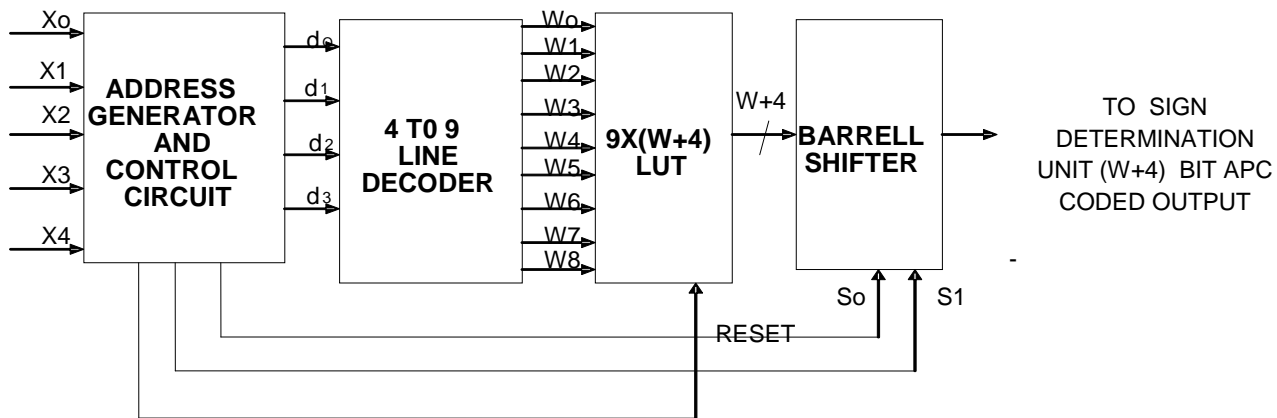 Xo
X1
X2
X3
X4
ADDRESS
GENERATOR
AND
CONTROL
CIRCUIT
do
d1
d2
d3
4 T0 9
LINE
DECODER
Wo
W1
W2
W3
W4
W5
W6
W7
W8
9X(W+4)
LUT
W+4
BARRELL
SHIFTER
TO SIGN
DETERMINATION
UNIT (W+4) BIT APC
CODED OUTPUT
-
So
S1
RESET